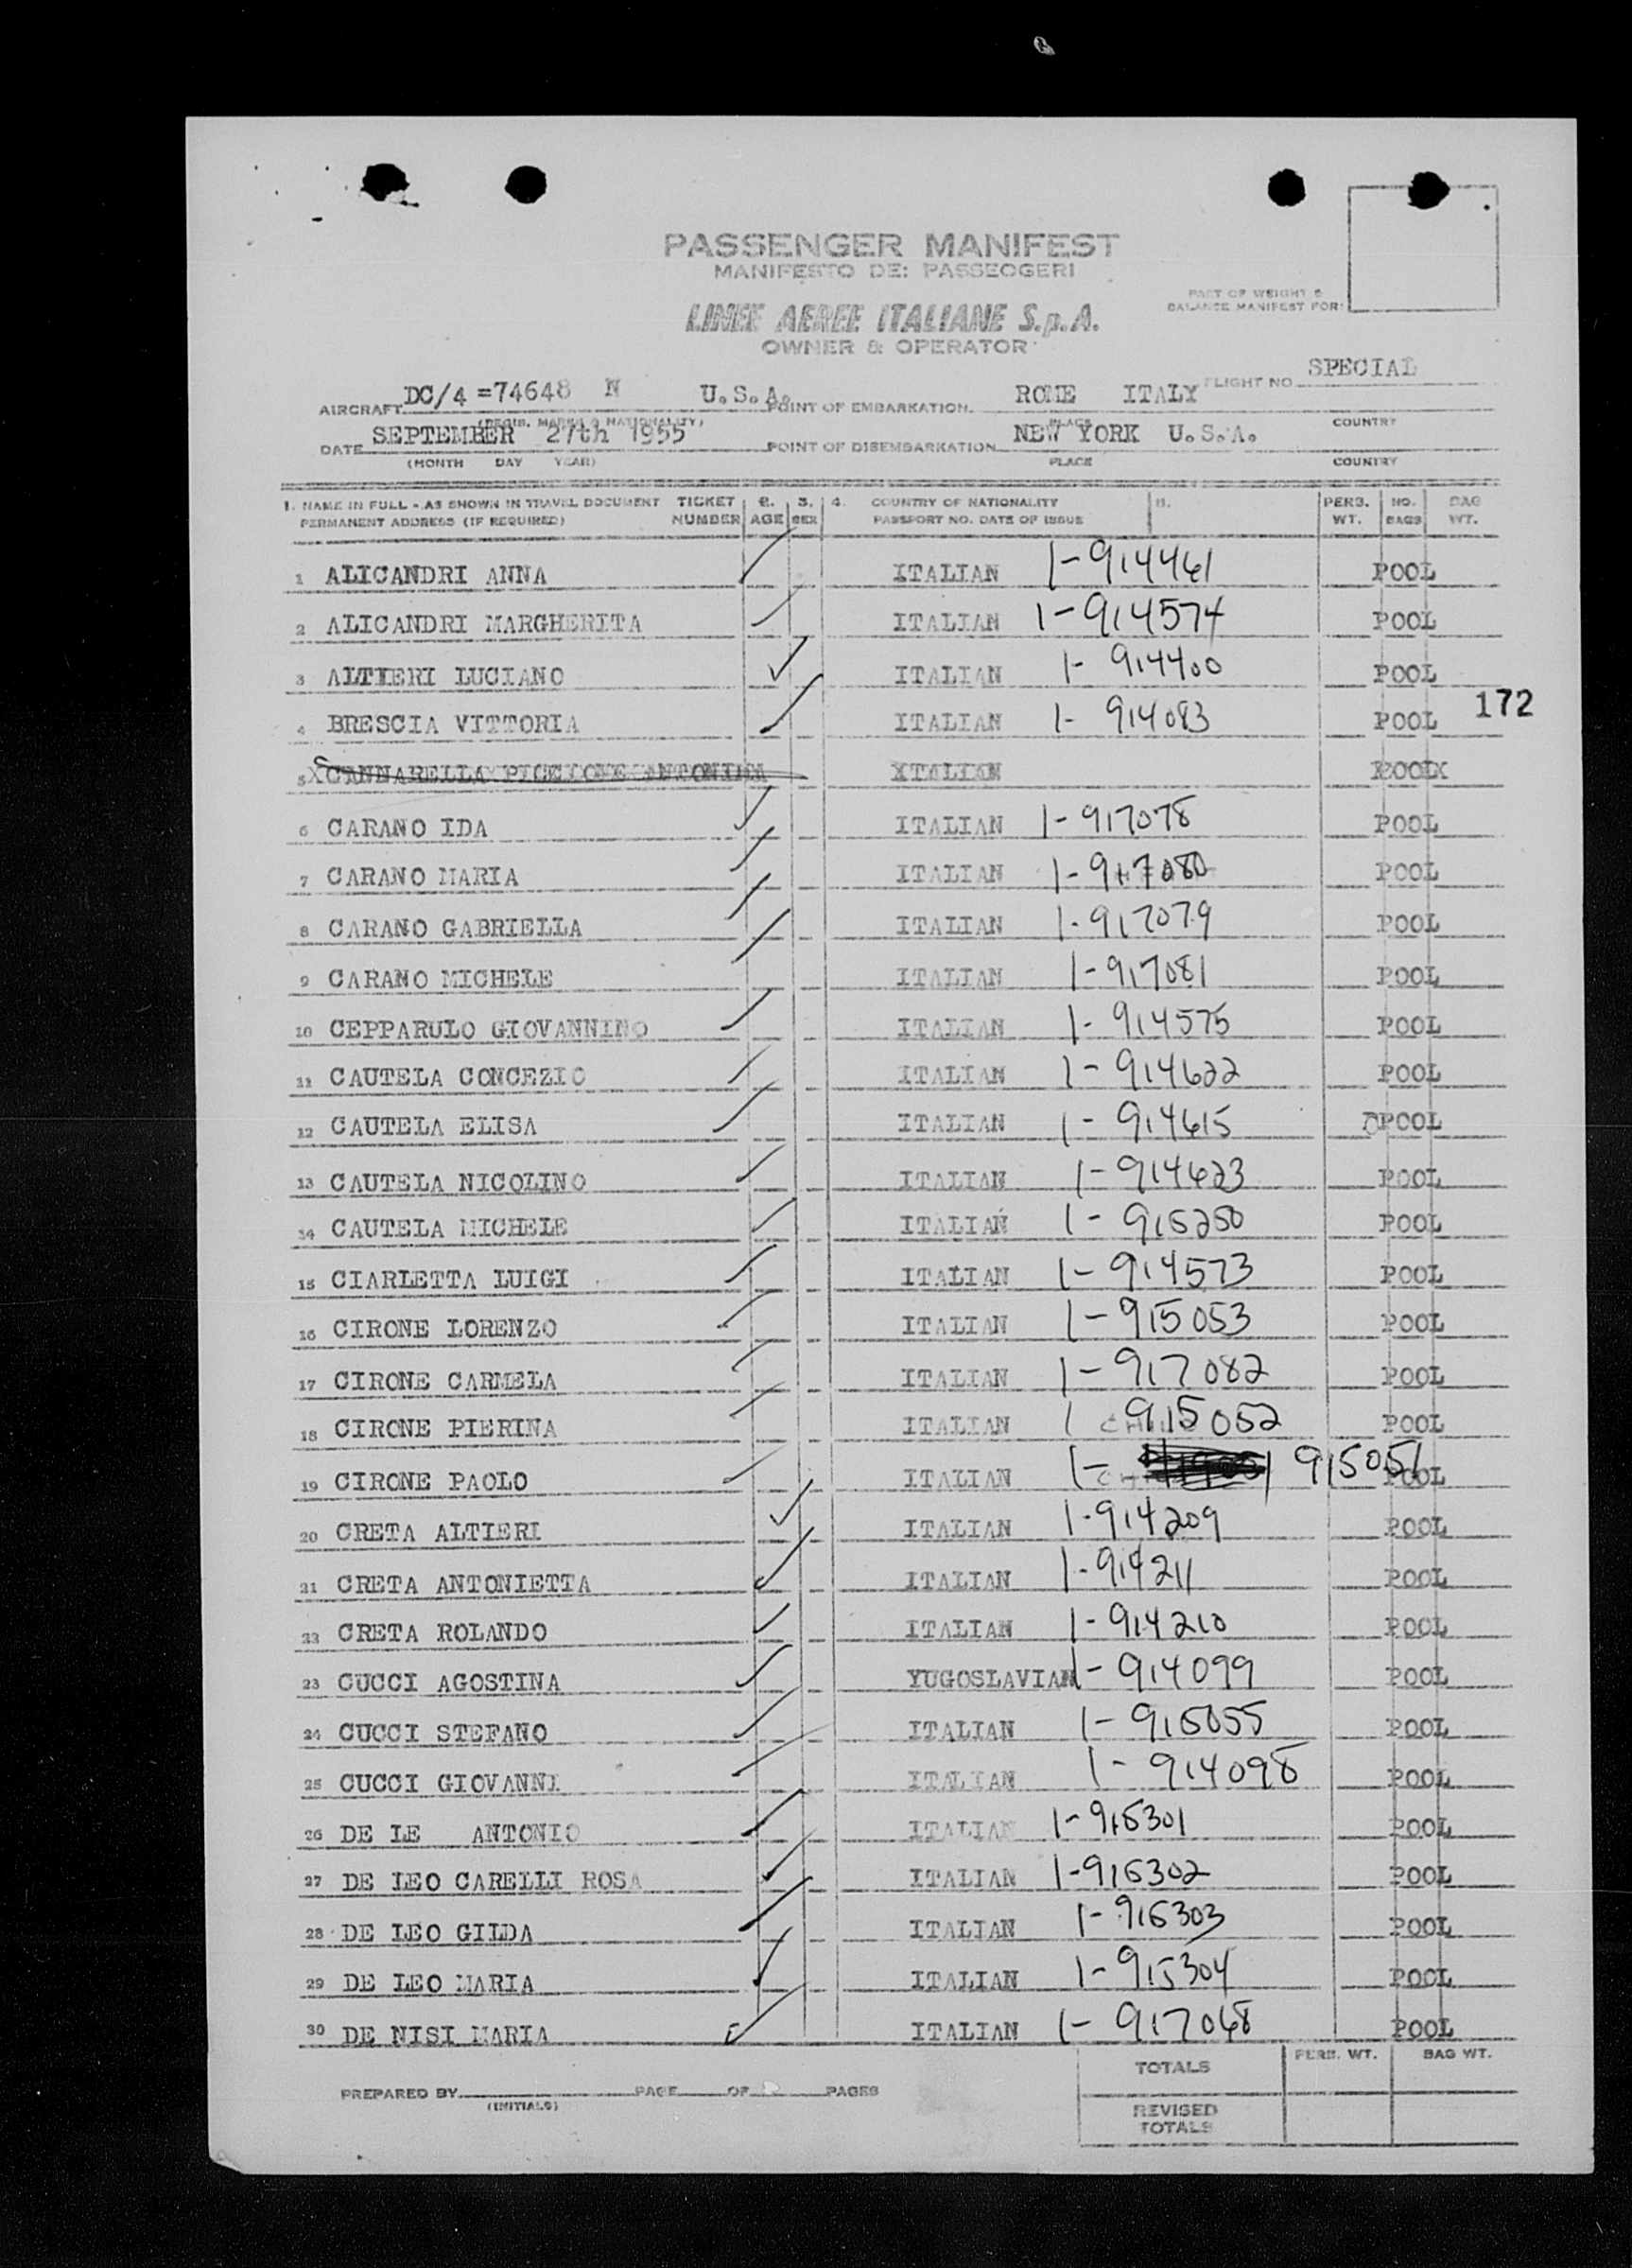 PASSENGER MANIFEST
MANIFESTO DEI PASSEGGERI
PART OF WEIGHT &
BALANCE MANIFEST FOR:
LINEE AEREE ITALIANE S.p.A.
OWNER & OPERATOR
AIRCRAFT DC/4 =74648 N U.S.A. POINT OF EMBARKATION ROME ITALY FLIGHT NO. SPECIAL
(REGIS. MARKS & NATIONALITY) PLACE COUNTRY
DATE SEPTEMBER 27th 1955 POINT OF DISEMBARKATION NEW YORK U.S.A.
(MONTH DAY YEAR) PLACE COUNTRY
1. NAME IN FULL - AS SHOWN IN TRAVEL DOCUMENT TICKET 2. 3. 4. COUNTRY OF NATIONALITY PERS. NO. BAG
PERMANENT ADDRESS (IF REQUIRED) NUMBER AGE SEX PASSPORT NO. DATE OF ISSUE WT. BAGS WT.
1 ALICANDRI ANNA ITALIAN 1-914461 POOL
2 ALICANDRI MARGHERITA ITALIAN 1-914574 POOL
3 ALTIERI LUCIANO ITALIAN 1-914400 POOL
4 BRESCIA VITTORIA ITALIAN 1-914083 POOL 172
5 CANNARELLA ITALIAN
6 CARANO IDA ITALIAN 1-917078 POOL
7 CARANO MARIA ITALIAN 1-917080 POOL
8 CARANO GABRIELLA ITALIAN 1-917079 POOL
9 CARANO MICHELE ITALIAN 1-917081 POOL
10 CEPPARULO GIOVANNINO ITALIAN 1-914575 POOL
11 CAUTELA CONCEZIO ITALIAN 1-914622 POOL
12 CAUTELA ELISA ITALIAN 1-914615 POOL
13 CAUTELA NICOLINO ITALIAN 1-914623 POOL
14 CAUTELA MICHELE ITALIAN 1-915250 POOL
15 CIARLETTA LUIGI ITALIAN 1-914573 POOL
16 CIRONE LORENZO ITALIAN 1-915053 POOL
17 CIRONE CARMELA ITALIAN 1-917082 POOL
18 CIRONE PIERINA ITALIAN 1 915052 POOL
19 CIRONE PAOLO ITALIAN 1- 915051 POOL
20 CRETA ALTIERI ITALIAN 1-914209 POOL
21 CRETA ANTONIETTA ITALIAN 1-914211 POOL
22 CRETA ROLANDO ITALIAN 1-914210 POOL
23 CUCCI AGOSTINA YUGOSLAVIAN 1-914099 POOL
24 CUCCI STEFANO ITALIAN 1-915055 POOL
25 CUCCI GIOVANNI ITALIAN 1-914098 POOL
26 DE LE ANTONIO ITALIAN 1-915301 POOL
27 DE LEO CARELLI ROSA ITALIAN 1-915302 POOL
28 DE LEO GILDA ITALIAN 1-915303 POOL
29 DE LEO MARIA ITALIAN 1-915304 POOL
30 DE NISI MARIA ITALIAN 1-917048 POOL
TOTALS PERS. WT. BAG WT.
PREPARED BY PAGE OF PAGES
(INITIALS)
REVISED
TOTALS